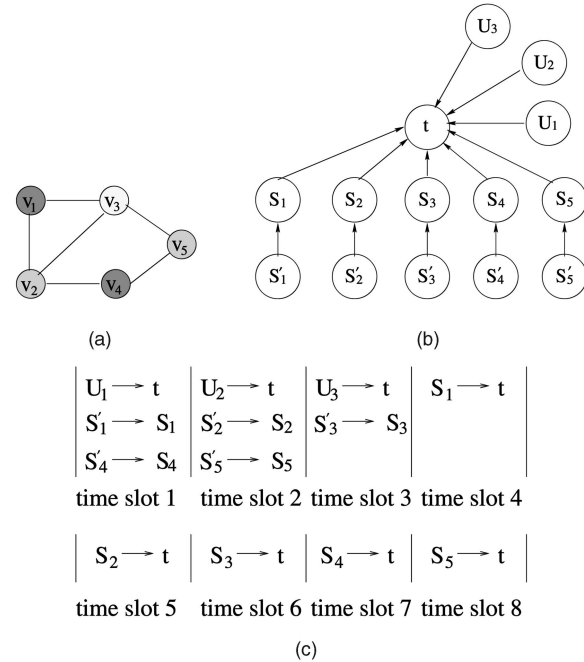 U₃
U₂
U₁
t
S₁ S₂ S₃ S₄ S₅
S′₁ S′₂ S′₃ S′₄ S′₅
v₁ v₃
v₅
v₂ v₄
(a) (b)
U₁ → t U₂ → t U₃ → t S₁ → t
S′₁ → S₁ S′₂ → S₂ S′₃ → S₃
S′₄ → S₄ S′₅ → S₅
time slot 1 time slot 2 time slot 3 time slot 4
S₂ → t S₃ → t S₄ → t S₅ → t
time slot 5 time slot 6 time slot 7 time slot 8
(c)